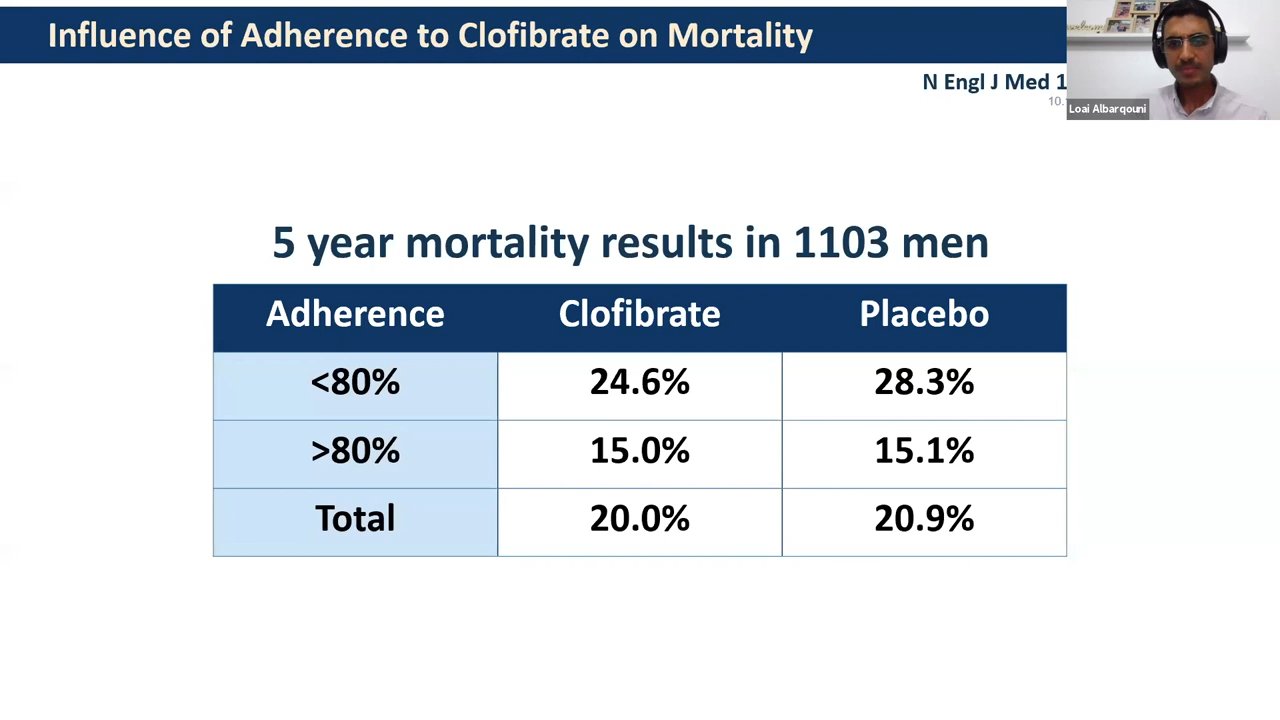 Influence of Adherence to Clofibrate on Mortality
N Engl J Med 1
10.
Loai Albarqouni
5 year mortality results in 1103 men
Adherence Clofibrate Placebo
<80% 24.6% 28.3%
>80% 15.0% 15.1%
Total 20.0% 20.9%